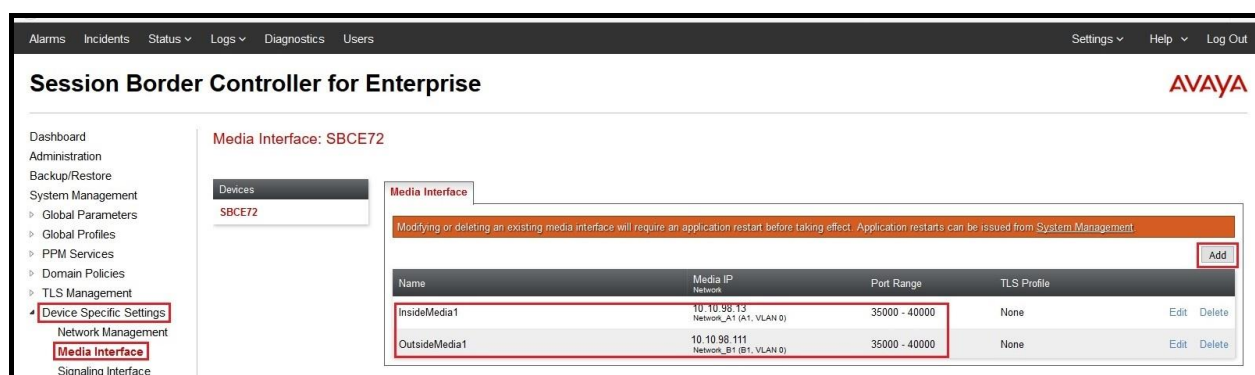 Alarms Incidents Status Logs Diagnostics Users Settings Help Log Out
Session Border Controller for Enterprise
AVAYA
Dashboard
Administration
Backup/Restore
System Management
Global Parameters
Global Profiles
PPM Services
Domain Policies
TLS Management
Device Specific Settings
Network Management
Media Interface
Signaling Interface
Media Interface: SBCE72
Devices
SBCE72
Media Interface
Modifying or deleting an existing media interface will require an application restart before taking effect. Application restarts can be issued from System Management.
Add
Name Media IP Port Range TLS Profile
Network
InsideMedia1 10.10.98.13 35000 - 40000 None Edit Delete
Network_A1 (A1, VLAN 0)
OutsideMedia1 10.10.98.111 35000 - 40000 None Edit Delete
Network_B1 (B1, VLAN 0)